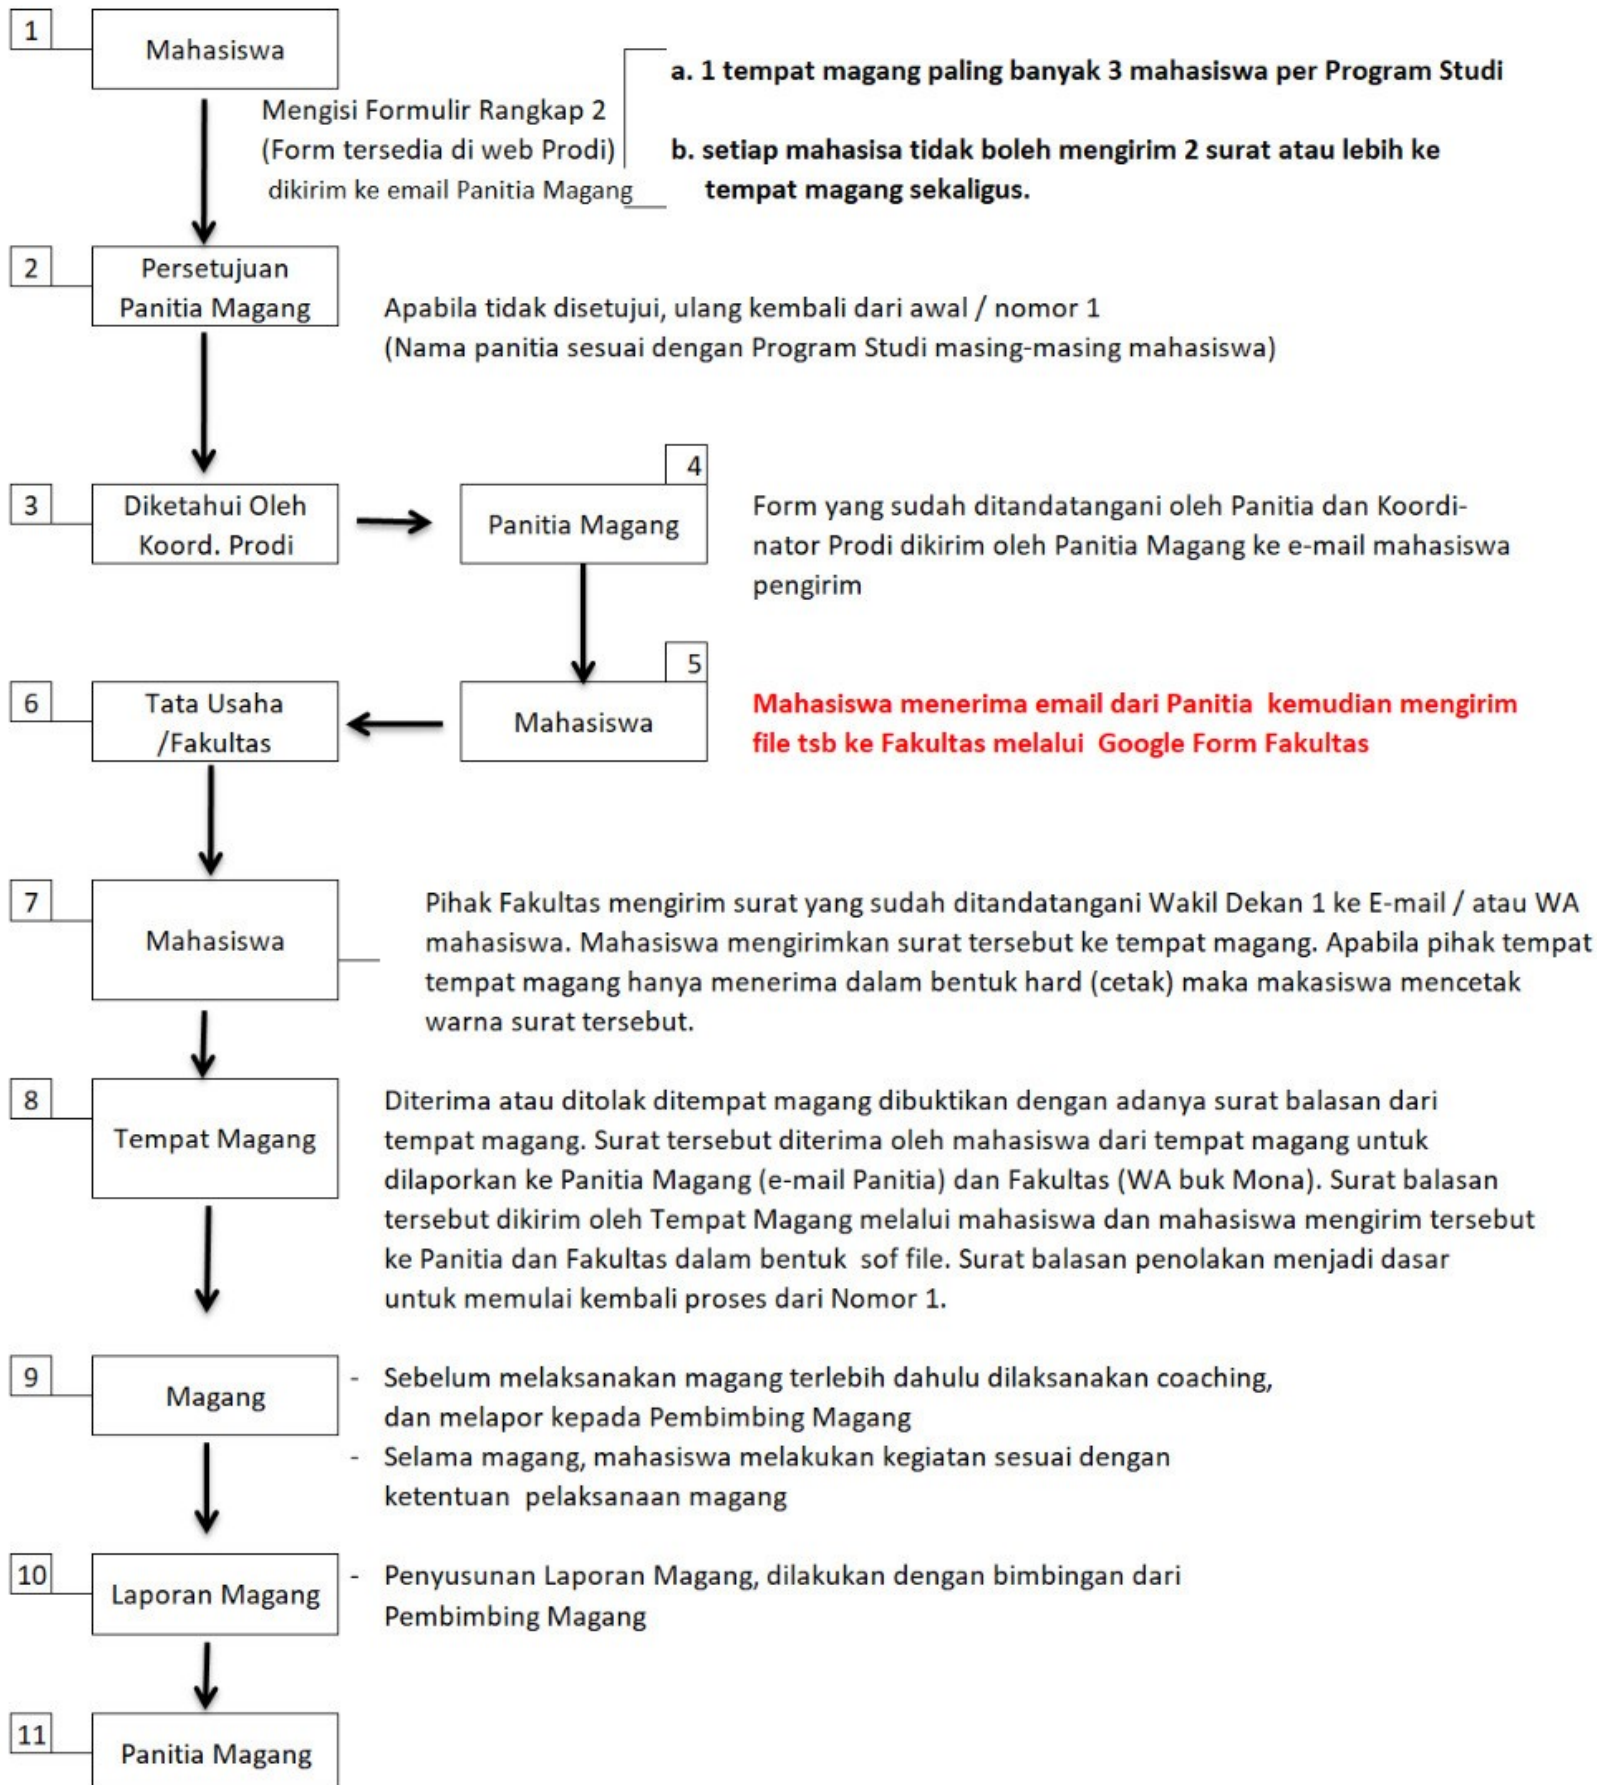 1
Mahasiswa
Mengisi Formulir Rangkap 2
(Form tersedia di web Prodi)
dikirim ke email Panitia Magang
a. 1 tempat magang paling banyak 3 mahasiswa per Program Studi
b. setiap mahasisa tidak boleh mengirim 2 surat atau lebih ke
tempat magang sekaligus.
2
Persetujuan
Panitia Magang
Apabila tidak disetujui, ulang kembali dari awal / nomor 1
(Nama panitia sesuai dengan Program Studi masing-masing mahasiswa)
3
Diketahui Oleh
Koord. Prodi
4
Panitia Magang
Form yang sudah ditandatangani oleh Panitia dan Koordi-
nator Prodi dikirim oleh Panitia Magang ke e-mail mahasiswa
pengirim
5
Mahasiswa
Mahasiswa menerima email dari Panitia kemudian mengirim
file tsb ke Fakultas melalui Google Form Fakultas
6
Tata Usaha
/Fakultas
7
Mahasiswa
Pihak Fakultas mengirim surat yang sudah ditandatangani Wakil Dekan 1 ke E-mail / atau WA
mahasiswa. Mahasiswa mengirimkan surat tersebut ke tempat magang. Apabila pihak tempat
tempat magang hanya menerima dalam bentuk hard (cetak) maka makasiswa mencetak
warna surat tersebut.
8
Tempat Magang
Diterima atau ditolak ditempat magang dibuktikan dengan adanya surat balasan dari
tempat magang. Surat tersebut diterima oleh mahasiswa dari tempat magang untuk
dilaporkan ke Panitia Magang (e-mail Panitia) dan Fakultas (WA buk Mona). Surat balasan
tersebut dikirim oleh Tempat Magang melalui mahasiswa dan mahasiswa mengirim tersebut
ke Panitia dan Fakultas dalam bentuk sof file. Surat balasan penolakan menjadi dasar
untuk memulai kembali proses dari Nomor 1.
9
Magang
- Sebelum melaksanakan magang terlebih dahulu dilaksanakan coaching,
dan melapor kepada Pembimbing Magang
- Selama magang, mahasiswa melakukan kegiatan sesuai dengan
ketentuan pelaksanaan magang
10
Laporan Magang
- Penyusunan Laporan Magang, dilakukan dengan bimbingan dari
Pembimbing Magang
11
Panitia Magang